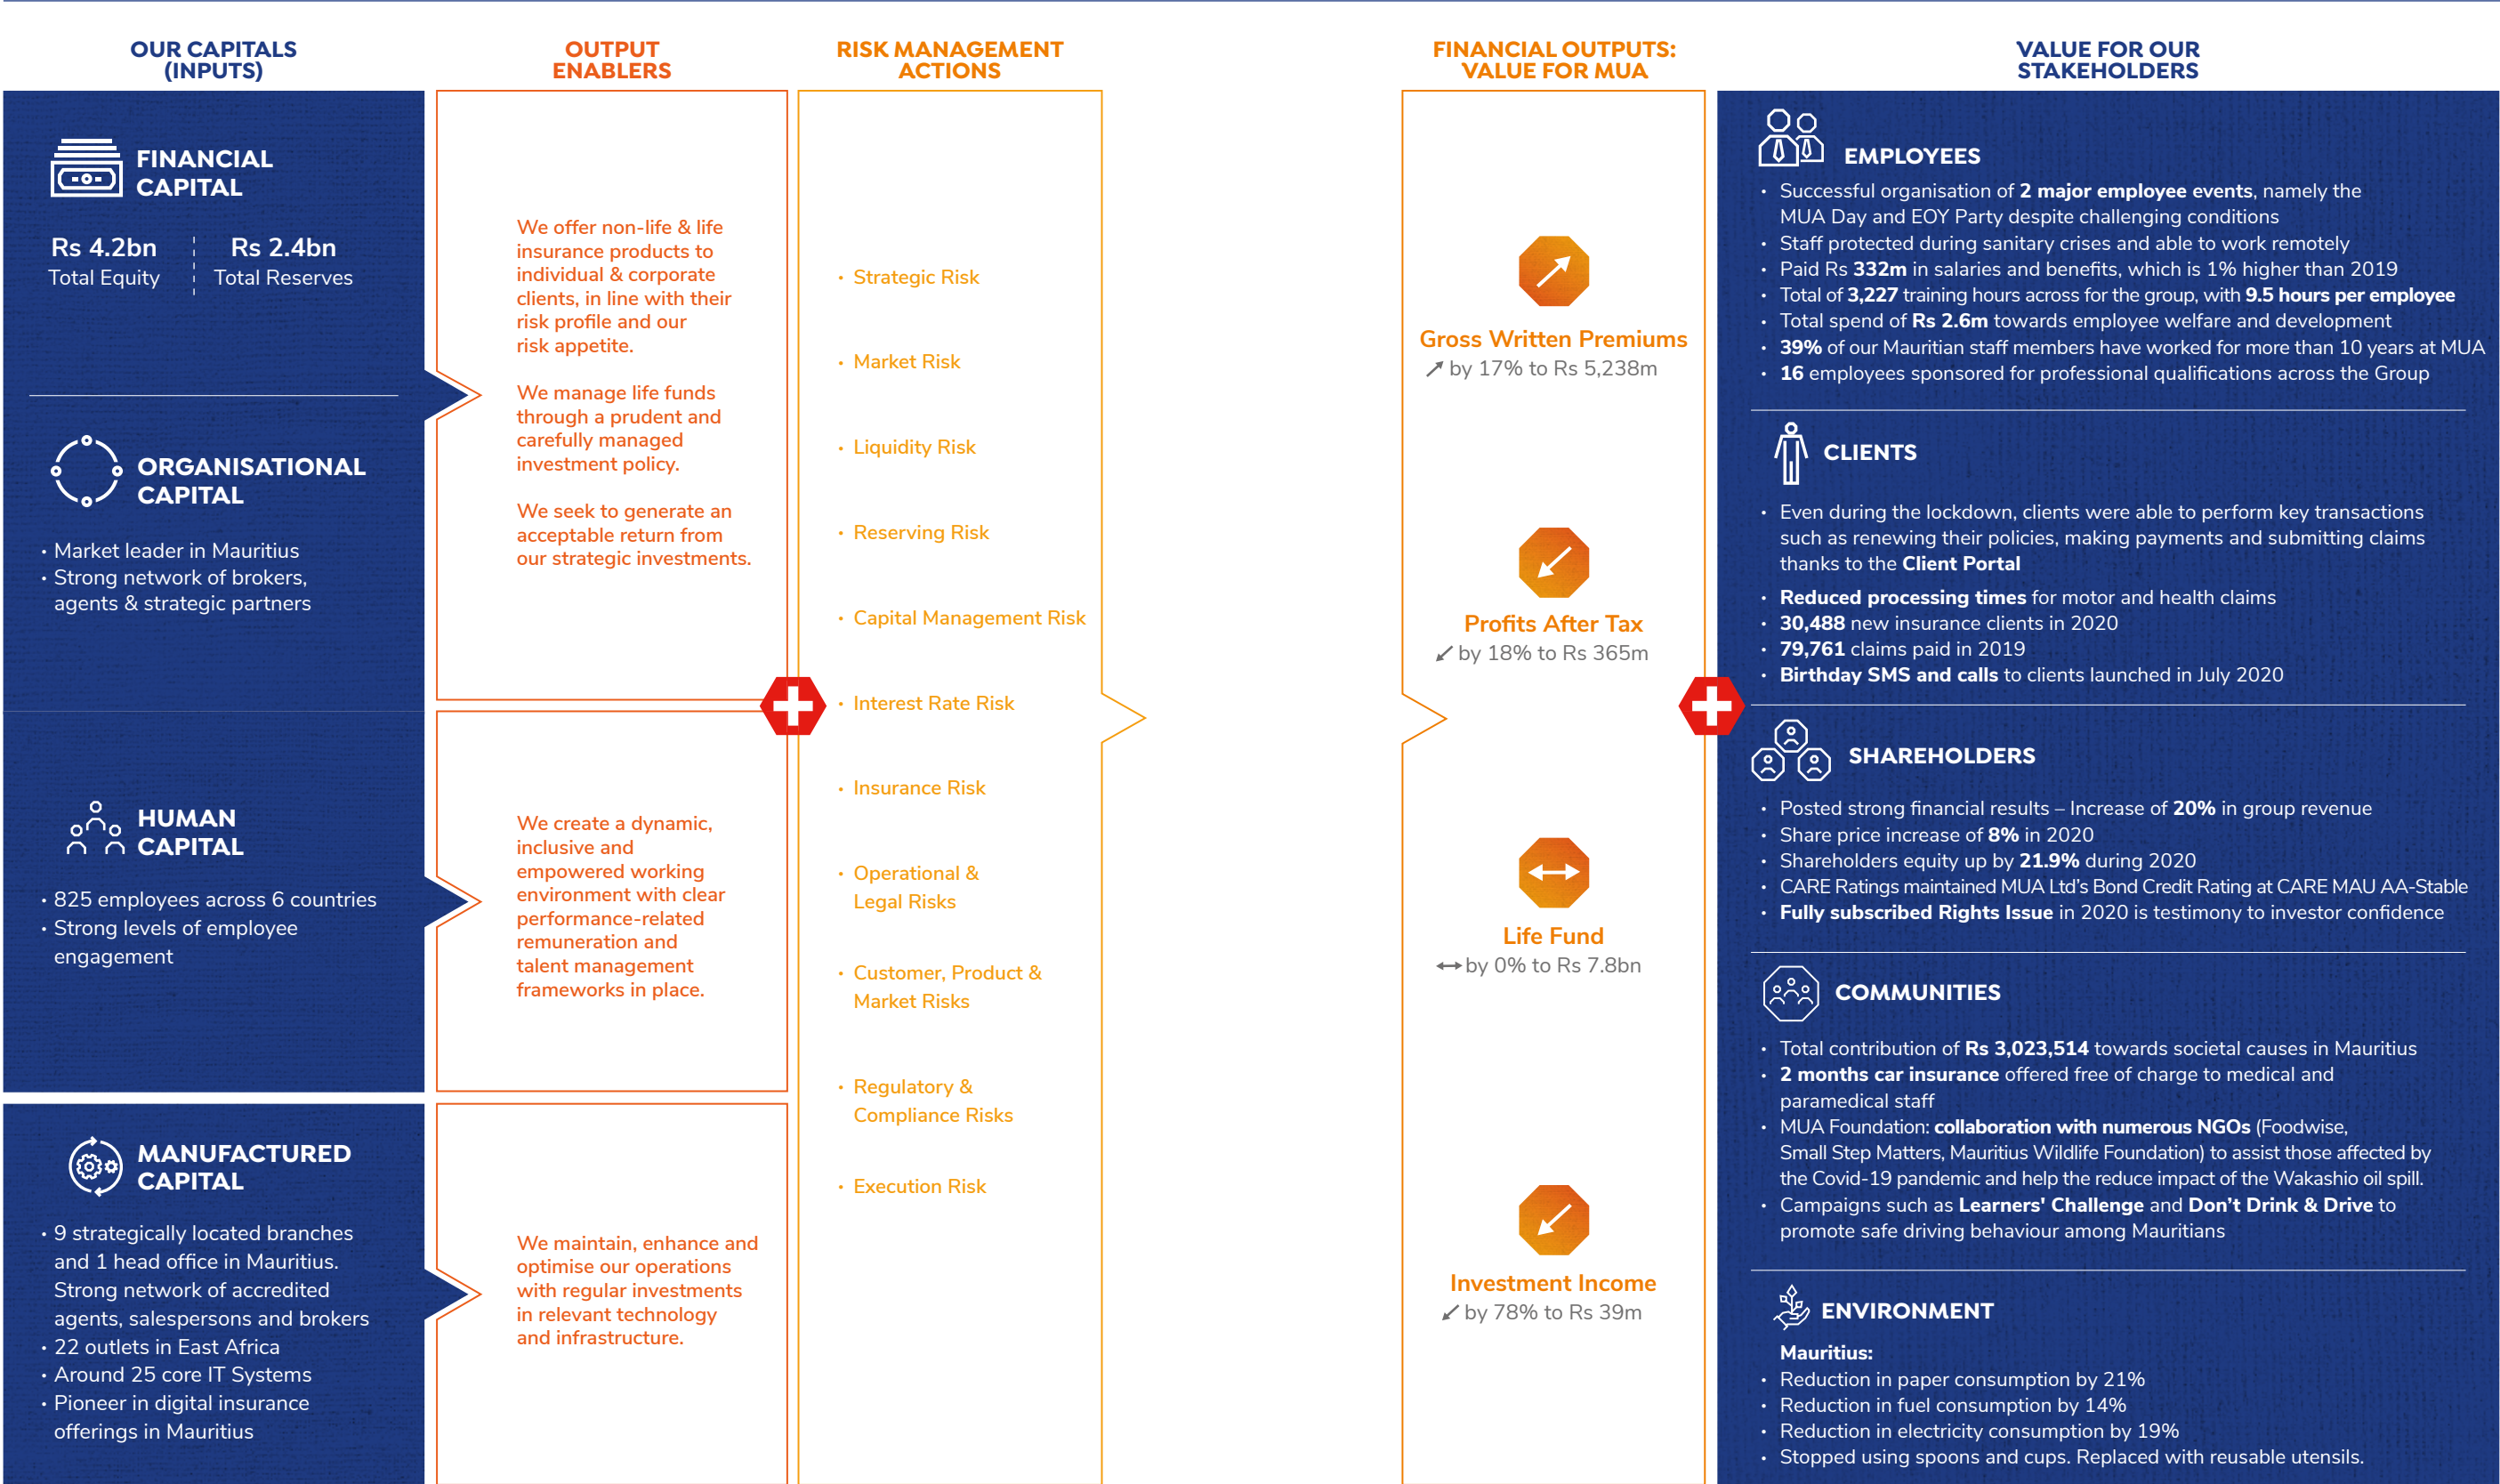 OUR CAPITALS
(INPUTS)
FINANCIAL
CAPITAL
Rs 4.2bn
Total Equity
Rs 2.4bn
Total Reserves
ORGANISATIONAL
CAPITAL
• Market leader in Mauritius
• Strong network of brokers,
agents & strategic partners
HUMAN
CAPITAL
• 825 employees across 6 countries
• Strong levels of employee
engagement
MANUFACTURED
CAPITAL
• 9 strategically located branches
and 1 head office in Mauritius.
Strong network of accredited
agents, salespersons and brokers
• 22 outlets in East Africa
• Around 25 core IT Systems
• Pioneer in digital insurance
offerings in Mauritius
OUTPUT
ENABLERS
We offer non-life & life
insurance products to
individual & corporate
clients, in line with their
risk profile and our
risk appetite.
We manage life funds
through a prudent and
carefully managed
investment policy.
We seek to generate an
acceptable return from
our strategic investments.
We create a dynamic,
inclusive and
empowered working
environment with clear
performance-related
remuneration and
talent management
frameworks in place.
We maintain, enhance and
optimise our operations
with regular investments
in relevant technology
and infrastructure.
RISK MANAGEMENT
ACTIONS
• Strategic Risk
• Market Risk
• Liquidity Risk
• Reserving Risk
• Capital Management Risk
• Interest Rate Risk
• Insurance Risk
• Operational &
Legal Risks
• Customer, Product &
Market Risks
• Regulatory &
Compliance Risks
• Execution Risk
FINANCIAL OUTPUTS:
VALUE FOR MUA
Gross Written Premiums
by 17% to Rs 5,238m
Profits After Tax
by 18% to Rs 365m
Life Fund
by 0% to Rs 7.8bn
Investment Income
by 78% to Rs 39m
VALUE FOR OUR
STAKEHOLDERS
EMPLOYEES
• Successful organisation of 2 major employee events, namely the
MUA Day and EOY Party despite challenging conditions
• Staff protected during sanitary crises and able to work remotely
• Paid Rs 332m in salaries and benefits, which is 1% higher than 2019
• Total of 3,227 training hours across for the group, with 9.5 hours per employee
• Total spend of Rs 2.6m towards employee welfare and development
• 39% of our Mauritian staff members have worked for more than 10 years at MUA
• 16 employees sponsored for professional qualifications across the Group
CLIENTS
• Even during the lockdown, clients were able to perform key transactions
such as renewing their policies, making payments and submitting claims
thanks to the Client Portal
• Reduced processing times for motor and health claims
• 30,488 new insurance clients in 2020
• 79,761 claims paid in 2019
• Birthday SMS and calls to clients launched in July 2020
SHAREHOLDERS
• Posted strong financial results – Increase of 20% in group revenue
• Share price increase of 8% in 2020
• Shareholders equity up by 21.9% during 2020
• CARE Ratings maintained MUA Ltd's Bond Credit Rating at CARE MAU AA-Stable
• Fully subscribed Rights Issue in 2020 is testimony to investor confidence
COMMUNITIES
• Total contribution of Rs 3,023,514 towards societal causes in Mauritius
• 2 months car insurance offered free of charge to medical and
paramedical staff
• MUA Foundation: collaboration with numerous NGOs (Foodwise,
Small Step Matters, Mauritius Wildlife Foundation) to assist those affected by
the Covid-19 pandemic and help the reduce impact of the Wakashio oil spill.
• Campaigns such as Learners' Challenge and Don't Drink & Drive to
promote safe driving behaviour among Mauritians
ENVIRONMENT
Mauritius:
• Reduction in paper consumption by 21%
• Reduction in fuel consumption by 14%
• Reduction in electricity consumption by 19%
• Stopped using spoons and cups. Replaced with reusable utensils.